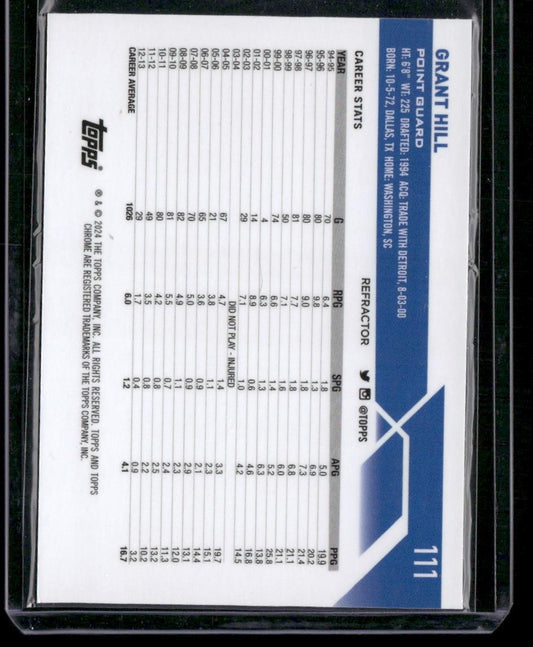 GRANT HILL 111
POINT GUARD
HT: 6'8" WT: 225 DRAFTED: 1994 ACQ: TRADE WITH DETROIT, 8-03-00
BORN: 10-5-72, DALLAS, TX HOME: WASHINGTON, SC
REFRACTOR @TOPPS
CAREER STATS
YEAR G RPG SPG APG PPG
94-95 70 6.4 1.8 5.0 19.9
95-96 80 9.8 1.3 6.9 20.2
96-97 80 9.0 1.8 7.3 21.4
97-98 81 7.7 1.8 6.8 21.1
98-99 50 7.1 1.6 6.0 21.1
99-00 74 6.6 1.4 5.2 25.8
00-01 4 6.3 1.3 6.3 13.8
01-02 14 8.9 0.6 4.6 16.8
02-03 29 7.1 1.0 4.2 14.5
03-04 DID NOT PLAY - INJURED
04-05 67 4.7 1.4 3.3 19.7
05-06 21 3.8 1.1 2.3 15.1
06-07 65 3.6 0.9 2.1 14.4
07-08 70 5.0 0.9 2.9 13.1
08-09 82 4.9 1.1 2.3 12.0
09-10 81 5.5 0.7 2.4 11.3
10-11 80 4.2 0.8 2.5 13.2
11-12 49 3.5 0.8 2.2 10.2
12-13 29 1.7 0.4 0.9 3.2
CAREER AVERAGE 1026 6.0 1.2 4.1 16.7
topps®
® & © 2024 THE TOPPS COMPANY, INC. ALL RIGHTS RESERVED. TOPPS AND TOPPS
CHROME ARE REGISTERED TRADEMARKS OF THE TOPPS COMPANY, INC.